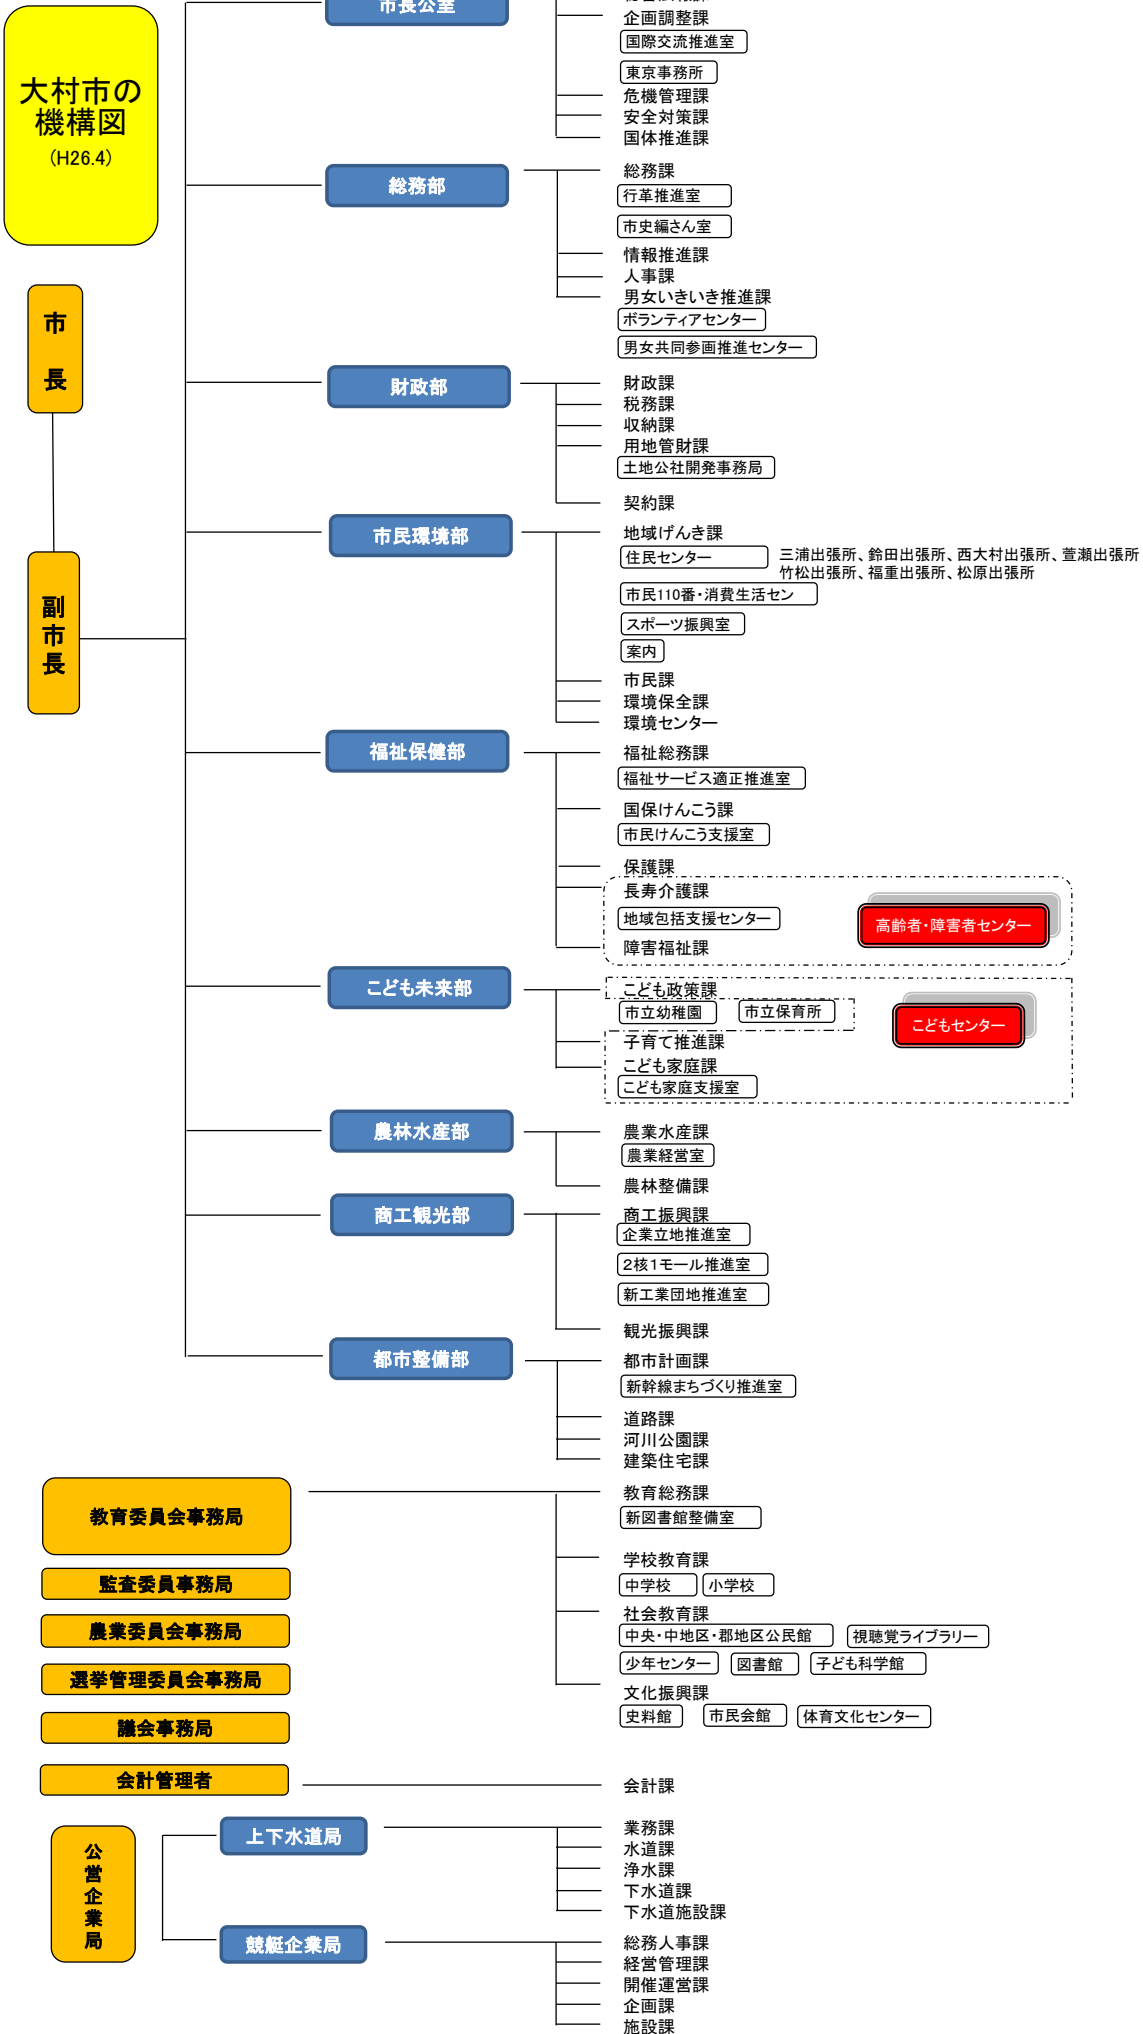 大村市の
機構図
(H26.4)
市長公室
企画調整課
国際交流推進室
東京事務所
危機管理課
安全対策課
国体推進課
総務部
総務課
行革推進室
市史編さん室
情報推進課
人事課
男女いきいき推進課
ボランティアセンター
男女共同参画推進センター
市長
財政部
財政課
税務課
収納課
用地管財課
土地公社開発事務局
契約課
副市長
市民環境部
地域げんき課
住民センター 三浦出張所、鈴田出張所、西大村出張所、萱瀬出張所
竹松出張所、福重出張所、松原出張所
市民110番・消費生活セン
スポーツ振興室
案内
市民課
環境保全課
環境センター
福祉保健部
福祉総務課
福祉サービス適正推進室
国保けんこう課
市民けんこう支援室
保護課
長寿介護課
地域包括支援センター
高齢者・障害者センター
障害福祉課
こども未来部
こども政策課
市立幼稚園 市立保育所
こどもセンター
子育て推進課
こども家庭課
こども家庭支援室
農林水産部
農業水産課
農業経営室
農林整備課
商工観光部
商工振興課
企業立地推進室
2核1モール推進室
新工業団地推進室
観光振興課
都市整備部
都市計画課
新幹線まちづくり推進室
道路課
河川公園課
建築住宅課
教育委員会事務局
教育総務課
新図書館整備室
学校教育課
中学校 小学校
社会教育課
中央・中地区・郡地区公民館 視聴覚ライブラリー
少年センター 図書館 子ども科学館
文化振興課
史料館 市民会館 体育文化センター
監査委員事務局
農業委員会事務局
選挙管理委員会事務局
議会事務局
会計管理者
会計課
公営企業局
上下水道局
業務課
水道課
浄水課
下水道課
下水道施設課
競艇企業局
総務人事課
経営管理課
開催運営課
企画課
施設課